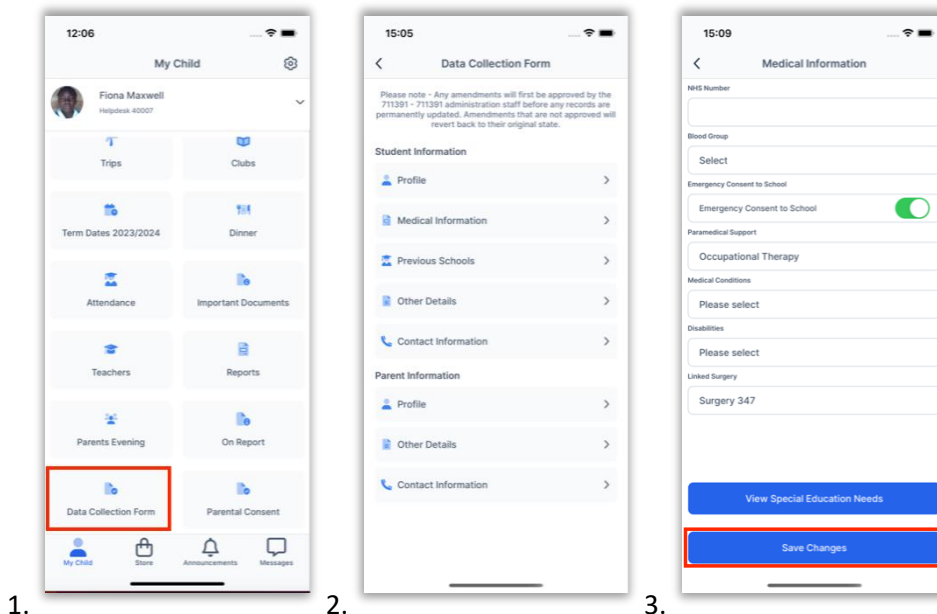 12:06
My Child
Fiona Maxwell
Helpdesk 40007
Trips
Clubs
Term Dates 2023/2024
Dinner
Attendance
Important Documents
Teachers
Reports
Parents Evening
On Report
Data Collection Form
Parental Consent
My Child
Store
Announcements
Messages
1.
15:05
Data Collection Form
Please note - Any amendments will first be approved by the
711391 - 711391 administration staff before any records are
permanently updated. Amendments that are not approved will
revert back to their original state.
Student Information
Profile
Medical Information
Previous Schools
Other Details
Contact Information
Parent Information
Profile
Other Details
Contact Information
2.
15:09
Medical Information
NHS Number
Blood Group
Select
Emergency Consent to School
Emergency Consent to School
Paramedical Support
Occupational Therapy
Medical Conditions
Please select
Disabilities
Please select
Linked Surgery
Surgery 347
View Special Education Needs
Save Changes
3.